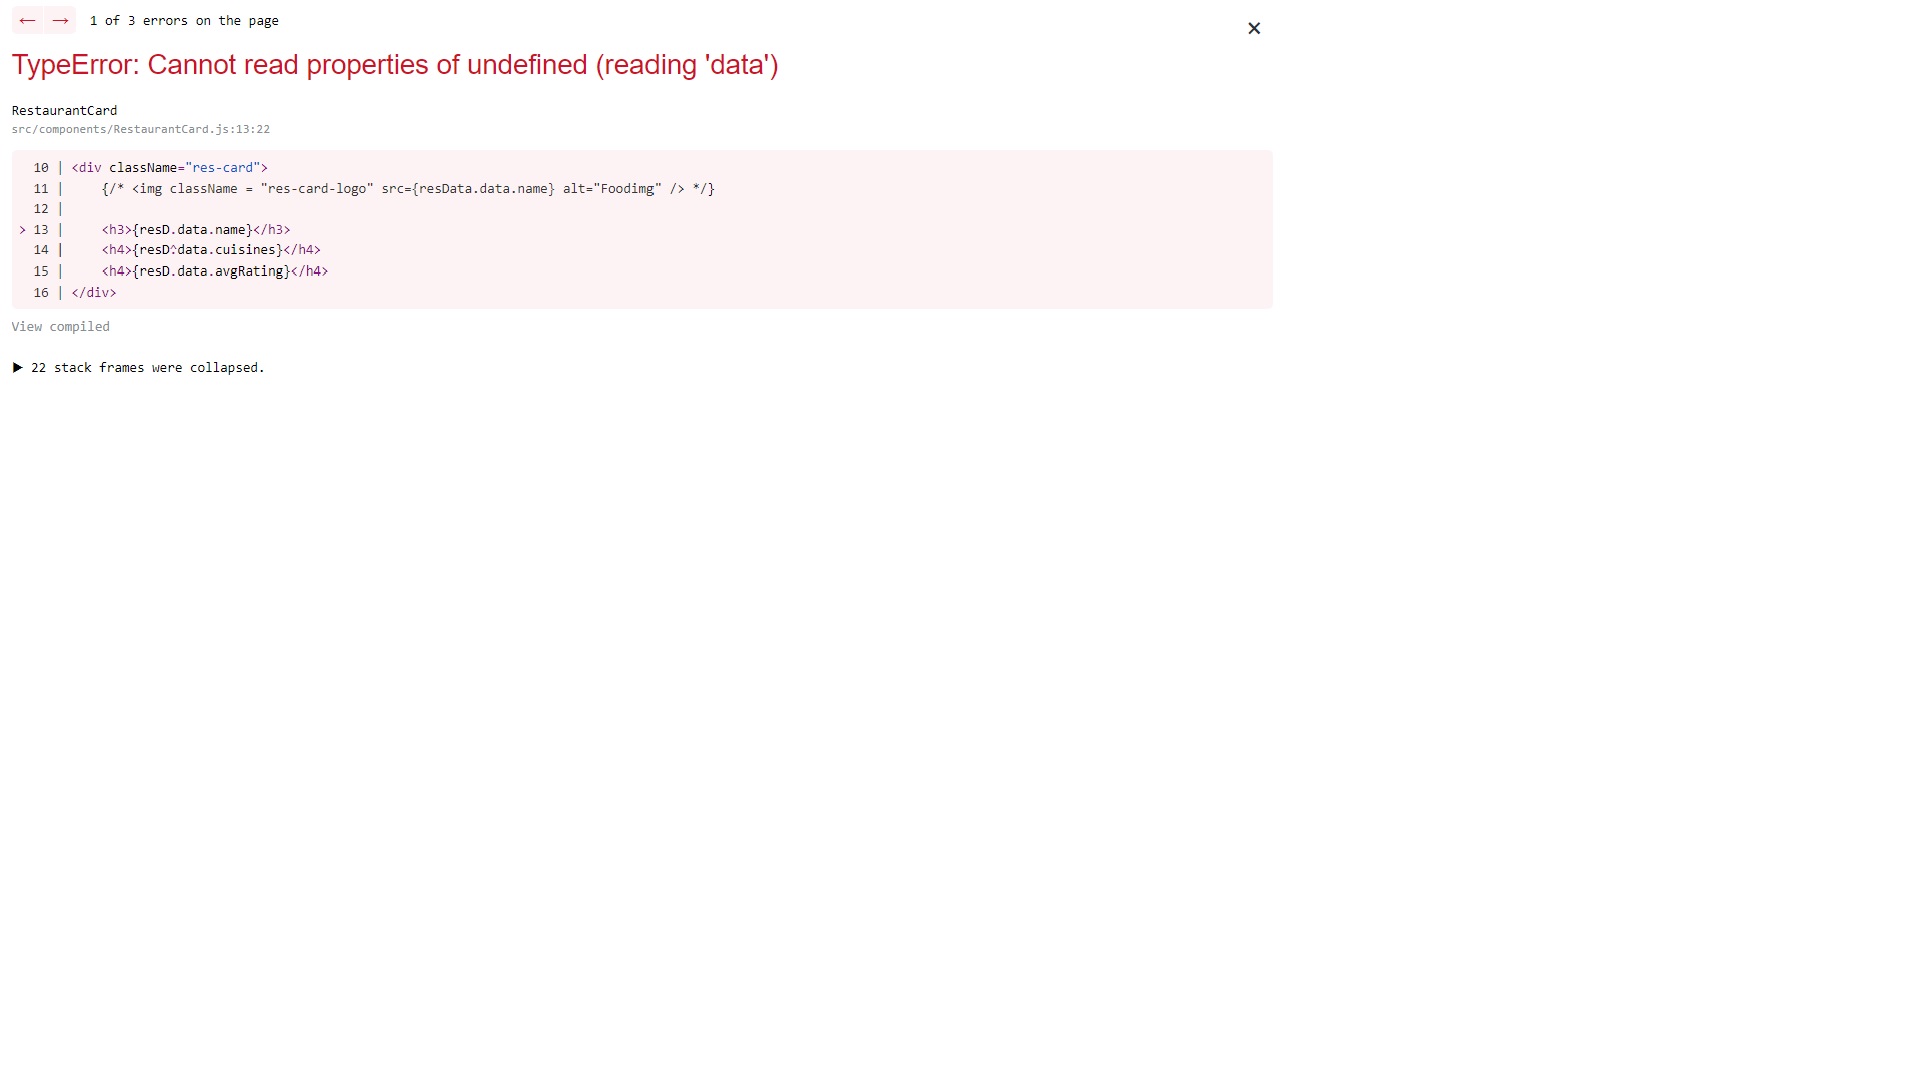 ← → 1 of 3 errors on the page
×
TypeError: Cannot read properties of undefined (reading 'data')
RestaurantCard
src/components/RestaurantCard.js:13:22
10 | <div className="res-card">
11 |     {/* <img className = "res-card-logo" src={resData.data.name} alt="Foodimg" /> */}
12 |
> 13 |     <h3>{resD.data.name}</h3>
14 |     <h4>{resD^data.cuisines}</h4>
15 |     <h4>{resD.data.avgRating}</h4>
16 | </div>
View compiled
▶ 22 stack frames were collapsed.